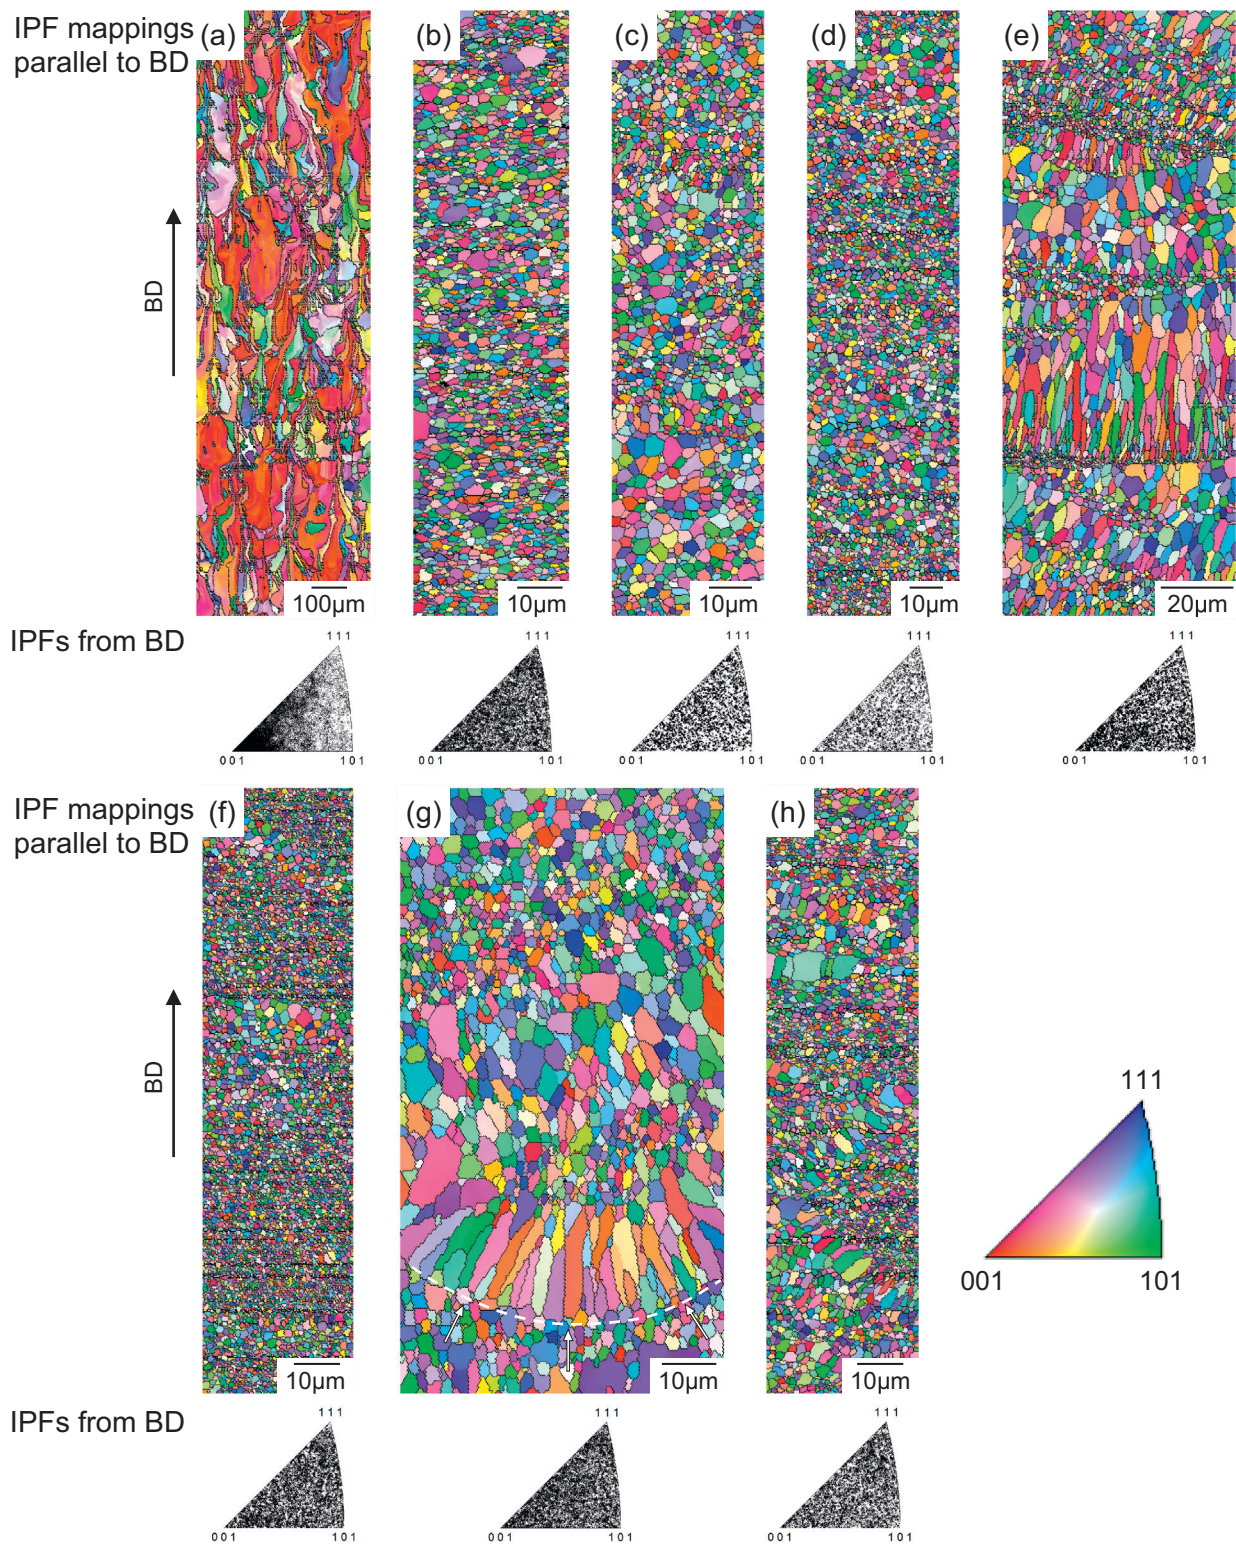 IPF mappings
parallel to BD
(a)
(b)
(c)
(d)
(e)
BD
100µm
10µm
10µm
10µm
20µm
IPFs from BD
111
001
101
111
001
101
111
001
101
111
001
101
111
001
101
IPF mappings
parallel to BD
(f)
(g)
(h)
BD
10µm
10µm
10µm
111
001
101
IPFs from BD
111
001
101
111
001
101
111
001
101